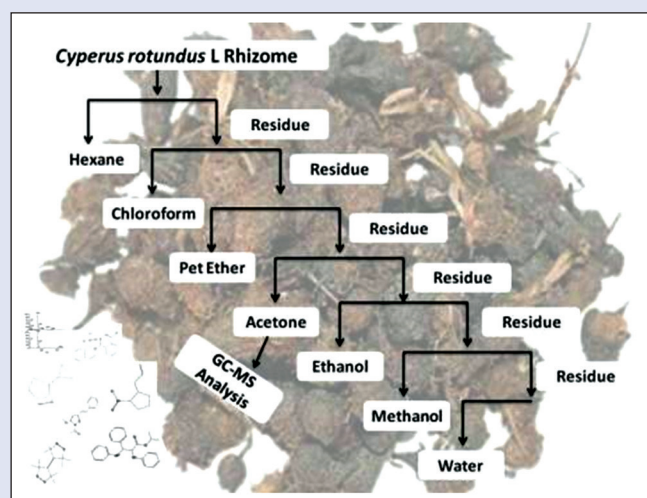 Cyperus rotundus L Rhizome
Residue
Hexane
Residue
Chloroform
Residue
Pet Ether
Residue
Acetone
Residue
GC-MS
Analysis
Ethanol
Residue
Methanol
Water